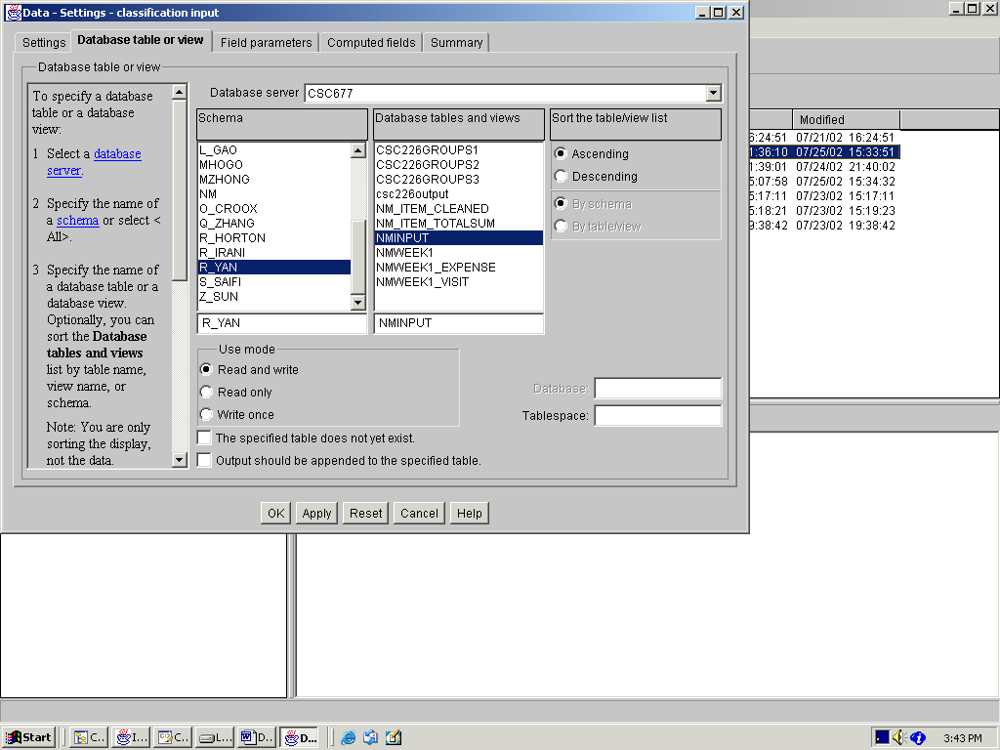 Data - Settings - classification input
Settings
Database table or view
Field parameters
Computed fields
Summary
Database table or view
To specify a database
table or a database
view:
1 Select a database
server.
2 Specify the name of
a schema or select <
All>.
3 Specify the name of
a database table or a
database view.
Optionally, you can
sort the Database
tables and views
list by table name,
view name, or
schema.
Note: You are only
sorting the display,
not the data.
Database server CSC677
Schema
L_GAO
MHOGO
MZHONG
NM
O_CROOX
Q_ZHANG
R_HORTON
R_IRANI
R_YAN
S_SAIFI
Z_SUN
R_YAN
Database tables and views
CSC226GROUPS1
CSC226GROUPS2
CSC226GROUPS3
csc226output
NM_ITEM_CLEANED
NM_ITEM_TOTALSUM
NMINPUT
NMWEEK1
NMWEEK1_EXPENSE
NMWEEK1_VISIT
NMINPUT
Sort the table/view list
Ascending
Descending
By schema
By table/view
Use mode
Read and write
Read only
Write once
Database:
Tablespace:
The specified table does not yet exist.
Output should be appended to the specified table.
OK
Apply
Reset
Cancel
Help
Modified
6:24:51 07/21/02 16:24:51
1:36:10 07/25/02 15:33:51
1:39:01 07/24/02 21:40:02
5:07:58 07/25/02 15:34:32
5:17:11 07/23/02 15:17:11
5:18:21 07/23/02 15:19:23
9:38:42 07/23/02 19:38:42
Start
C...
I...
C...
L...
D...
D...
3:43 PM